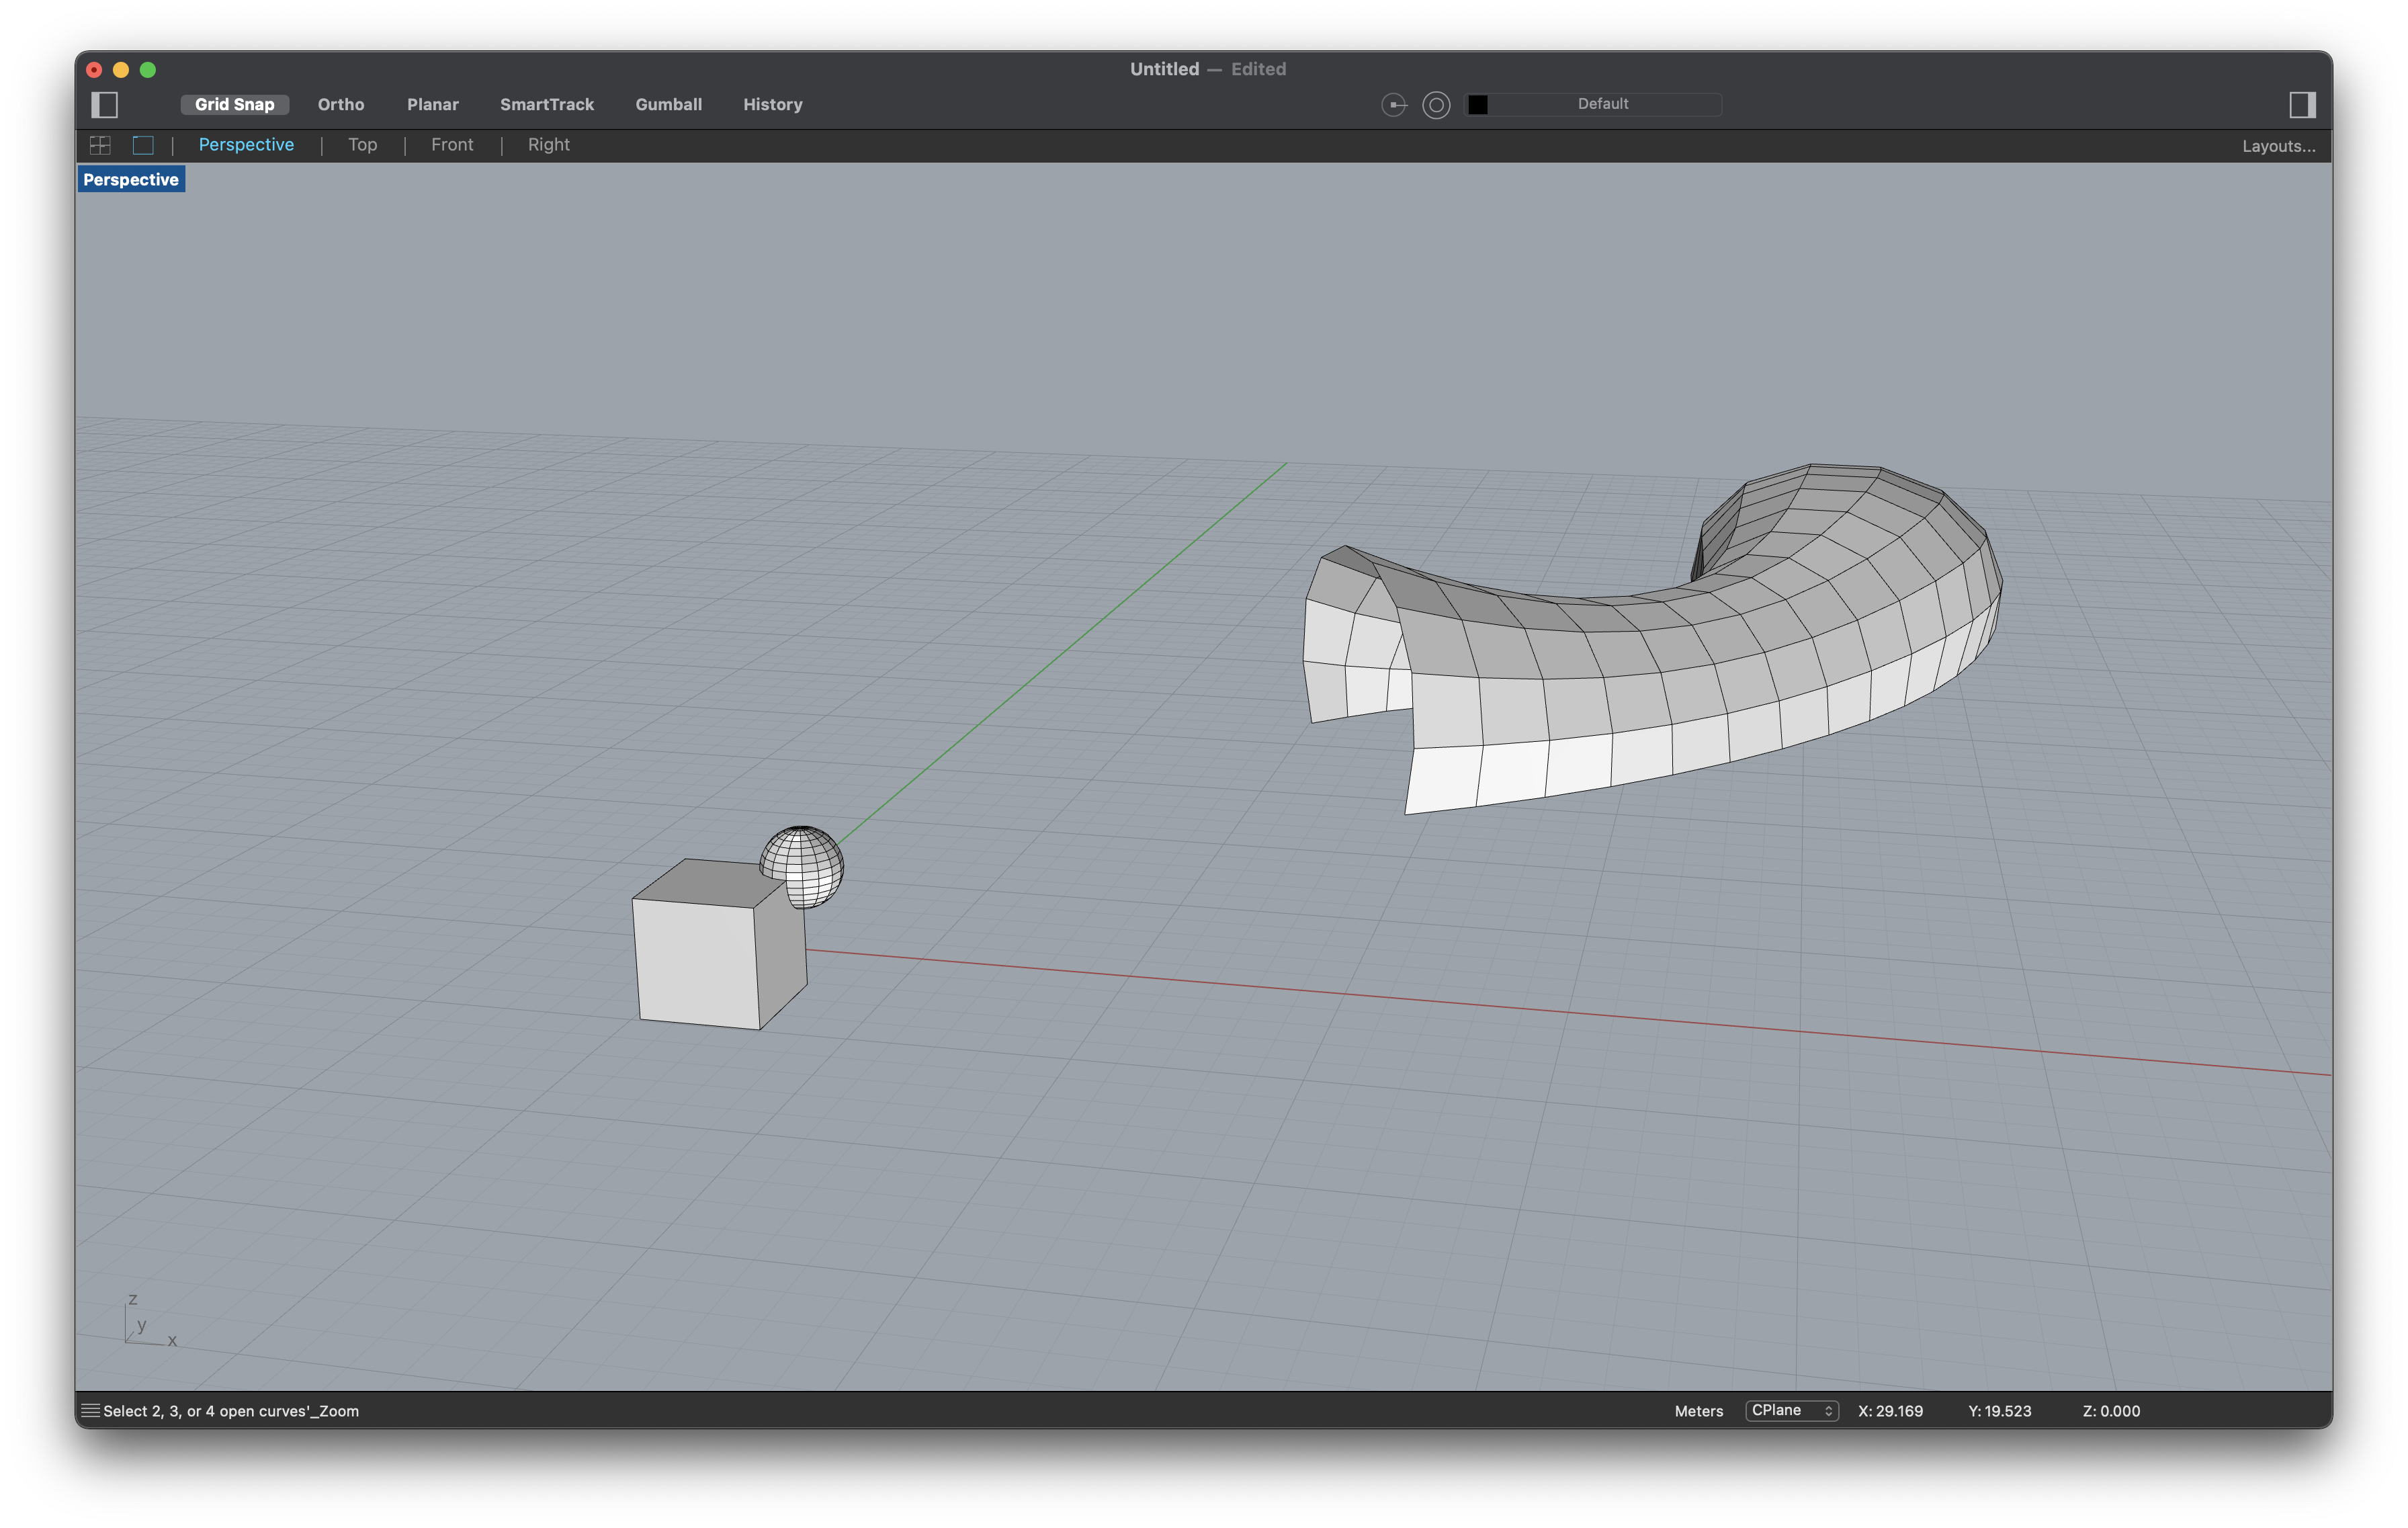 Untitled — Edited
Grid Snap Ortho Planar SmartTrack Gumball History Default
Perspective | Top | Front | Right Layouts...
Perspective
z
y
x
Select 2, 3, or 4 open curves'_Zoom Meters CPlane X: 29.169 Y: 19.523 Z: 0.000